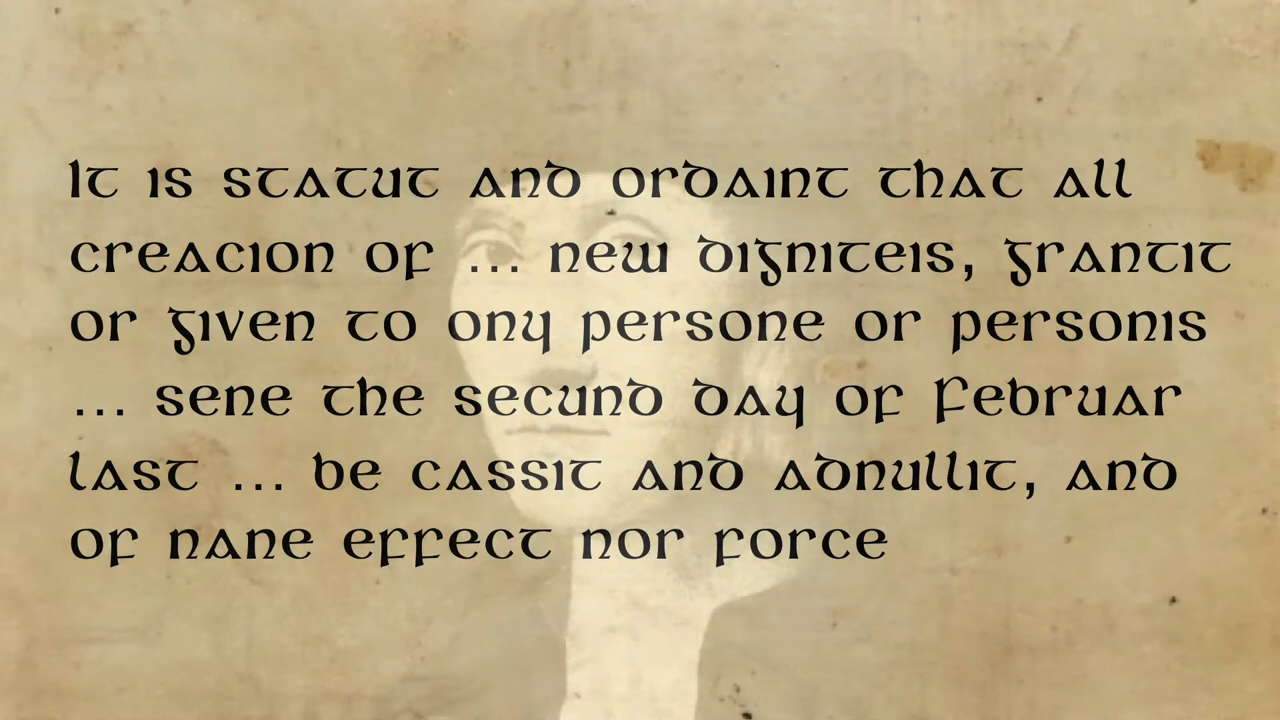 It is statut and ordaint that all
creacion of ... new digniteis, grantit
or given to ony persone or personis
... sene the secund day of Februar
last ... be cassit and adnullit, and
of nane effect nor force